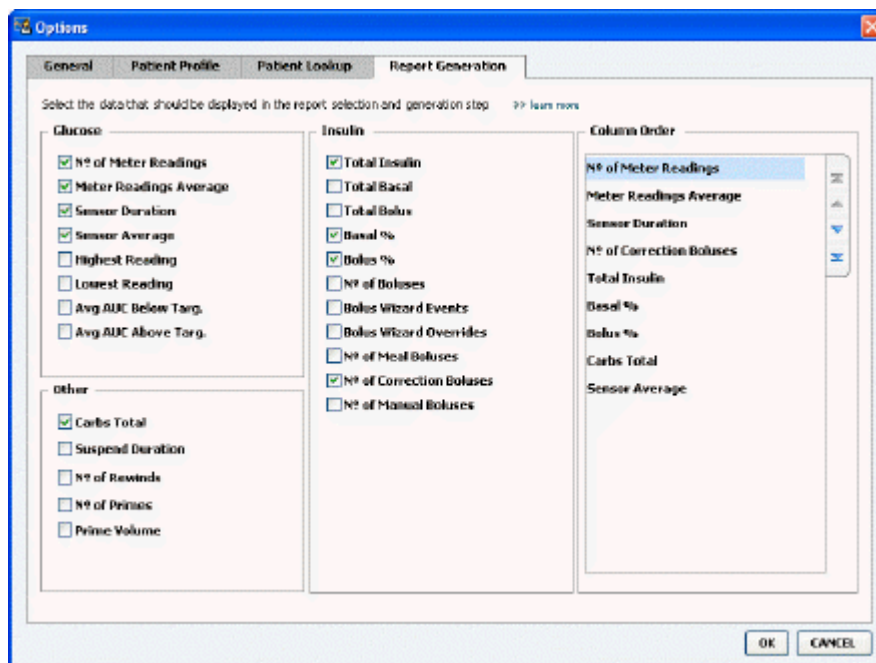 Options
General Patient Profile Patient Lookup Report Generation
Select the data that should be displayed in the report selection and generation step >> learn more
Glucose
Nº of Meter Readings
Meter Readings Average
Sensor Duration
Sensor Average
Highest Reading
Lowest Reading
Avg AUC Below Targ.
Avg AUC Above Targ.
Other
Carbs Total
Suspend Duration
Nº of Rewinds
Nº of Primes
Prime Volume
Insulin
Total Insulin
Total Basal
Total Bolus
Basal %
Bolus %
Nº of Boluses
Bolus Wizard Events
Bolus Wizard Overrides
Nº of Meal Boluses
Nº of Correction Boluses
Nº of Manual Boluses
Column Order
Nº of Meter Readings
Meter Readings Average
Sensor Duration
Nº of Correction Boluses
Total Insulin
Basal %
Bolus %
Carbs Total
Sensor Average
OK CANCEL